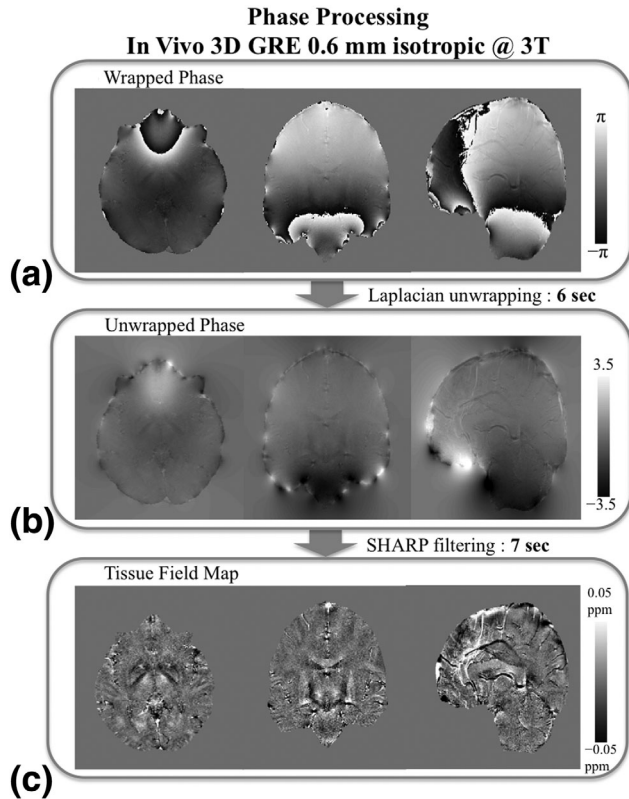 Phase Processing
In Vivo 3D GRE 0.6 mm isotropic @ 3T
Wrapped Phase
π
−π
(a)
Laplacian unwrapping : 6 sec
Unwrapped Phase
3.5
−3.5
(b)
SHARP filtering : 7 sec
Tissue Field Map
0.05
ppm
−0.05
ppm
(c)